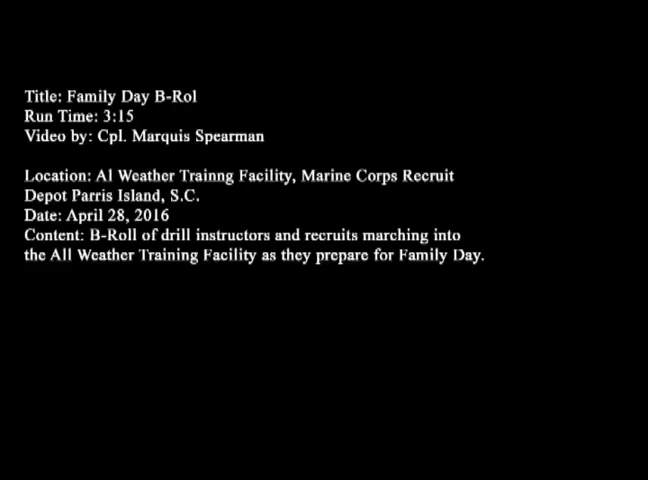 Title: Family Day B-Rol
Run Time: 3:15
Video by: Cpl. Marquis Spearman
Location: Al Weather Trainng Facility, Marine Corps Recruit
Depot Parris Island, S.C.
Date: April 28, 2016
Content: B-Roll of drill instructors and recruits marching into
the All Weather Training Facility as they prepare for Family Day.